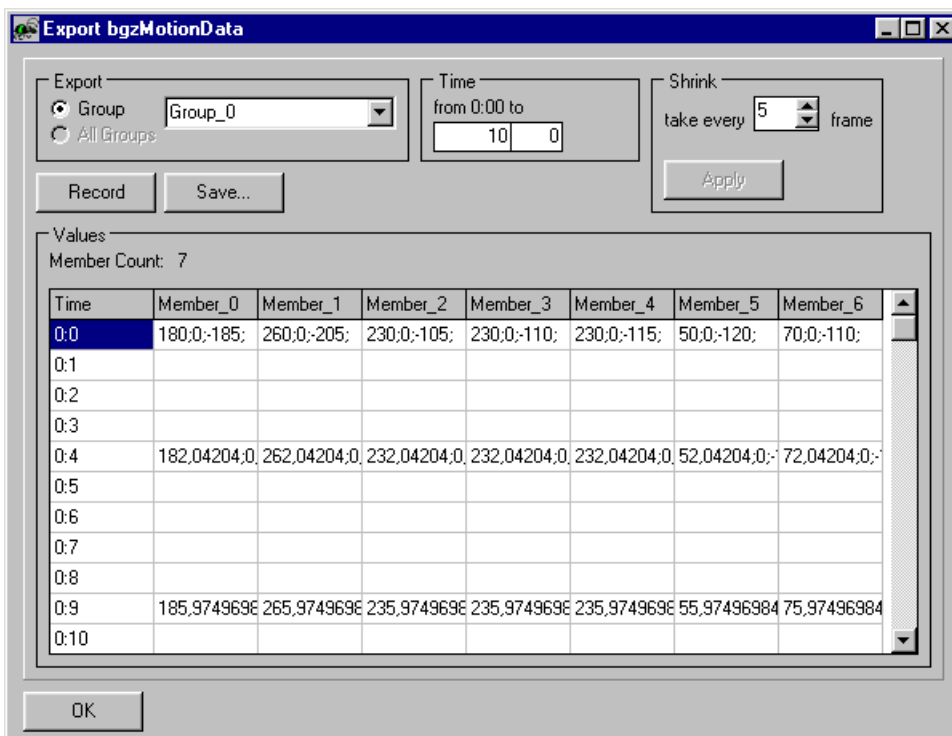 Export bgzMotionData
Export
Group
Group_0
All Groups
Time
from 0:00 to
10 0
Shrink
take every 5 frame
Apply
Record Save...
Values
Member Count: 7
Time Member_0 Member_1 Member_2 Member_3 Member_4 Member_5 Member_6
0:0 180;0;-185; 260;0;-205; 230;0;-105; 230;0;-110; 230;0;-115; 50;0;-120; 70;0;-110;
0:1
0:2
0:3
0:4 182,04204;0, 262,04204;0, 232,04204;0, 232,04204;0, 232,04204;0, 52,04204;0;- 72,04204;0;-
0:5
0:6
0:7
0:8
0:9 185,9749698 265,9749698 235,9749698 235,9749698 235,9749698 55,97496984 75,97496984
0:10
OK